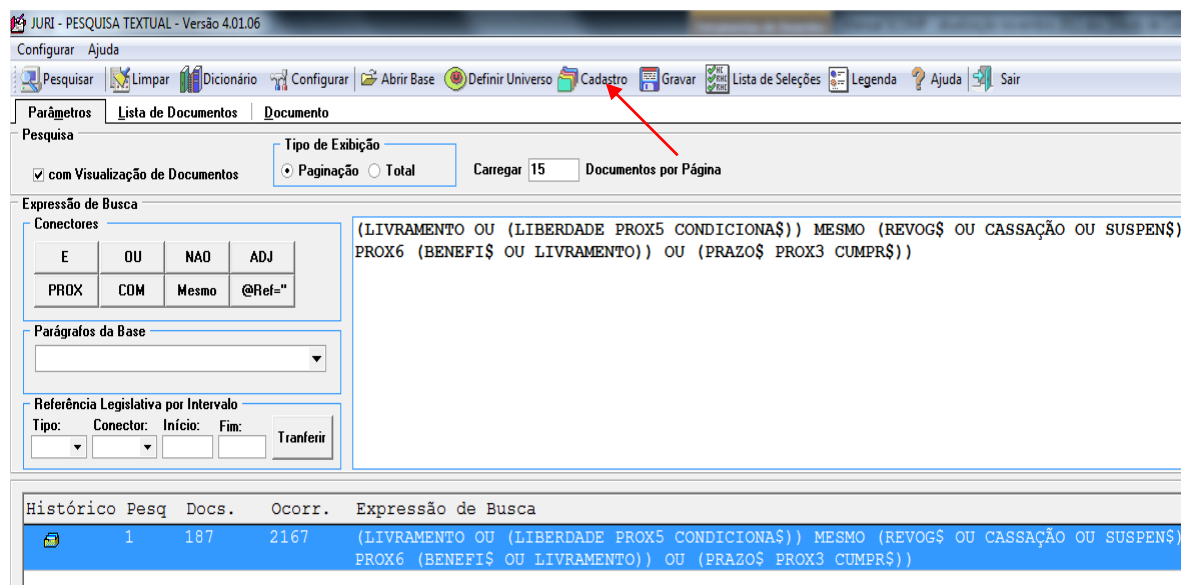 JURI - PESQUISA TEXTUAL - Versão 4.01.06
Configurar Ajuda
Pesquisar Limpar Dicionário Configurar Abrir Base Definir Universo Cadastro Gravar Lista de Seleções Legenda Ajuda Sair
Parâmetros Lista de Documentos Documento
Pesquisa
Tipo de Exibição
com Visualização de Documentos Paginação Total Carregar 15 Documentos por Página
Expressão de Busca
Conectores
E OU NAO ADJ
PROX COM Mesmo @Ref="
(LIVRAMENTO OU (LIBERDADE PROX5 CONDICIONA$)) MESMO (REVOG$ OU CASSAÇÃO OU SUSPEN$)
PROX6 (BENEFI$ OU LIVRAMENTO)) OU (PRAZO$ PROX3 CUMPR$))
Parágrafos da Base
Referência Legislativa por Intervalo
Tipo: Conector: Início: Fim:
Tranferir
Histórico Pesq Docs. Ocorr. Expressão de Busca
1 187 2167 (LIVRAMENTO OU (LIBERDADE PROX5 CONDICIONA$)) MESMO (REVOG$ OU CASSAÇÃO OU SUSPEN$)
PROX6 (BENEFI$ OU LIVRAMENTO)) OU (PRAZO$ PROX3 CUMPR$))